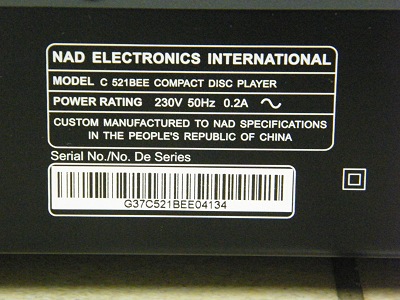 NAD ELECTRONICS INTERNATIONAL
MODEL C 521BEE COMPACT DISC PLAYER
POWER RATING 230V 50Hz 0.2A
CUSTOM MANUFACTURED TO NAD SPECIFICATIONS
IN THE PEOPLE'S REPUBLIC OF CHINA
Serial No./No. De Series
G37C521BEE04134